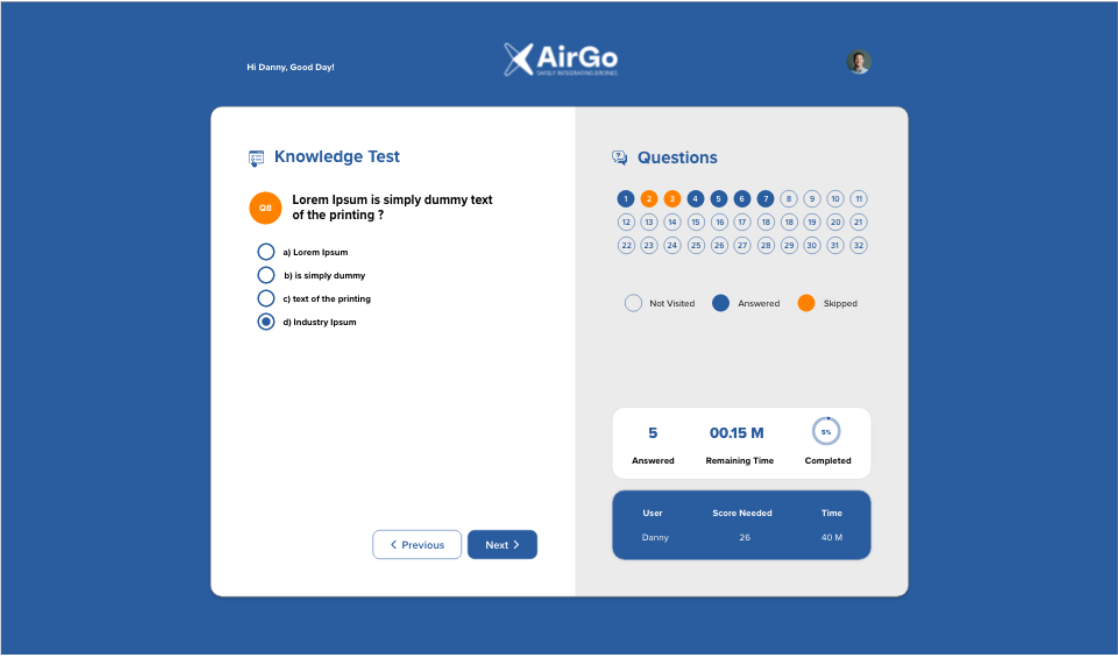 Hi Danny, Good Day!
AirGo
SAFELY INTEGRATING DRONES
Knowledge Test
Q8
Lorem Ipsum is simply dummy text
of the printing ?
a) Lorem Ipsum
b) is simply dummy
c) text of the printing
d) Industry Ipsum
Previous
Next
Questions
1 2 3 4 5 6 7 8 9 10 11
12 13 14 15 16 17 18 18 19 20 21
22 23 24 25 26 27 28 29 30 31 32
Not Visited Answered Skipped
5 00.15 M 5%
Answered Remaining Time Completed
User Score Needed Time
Danny 26 40 M